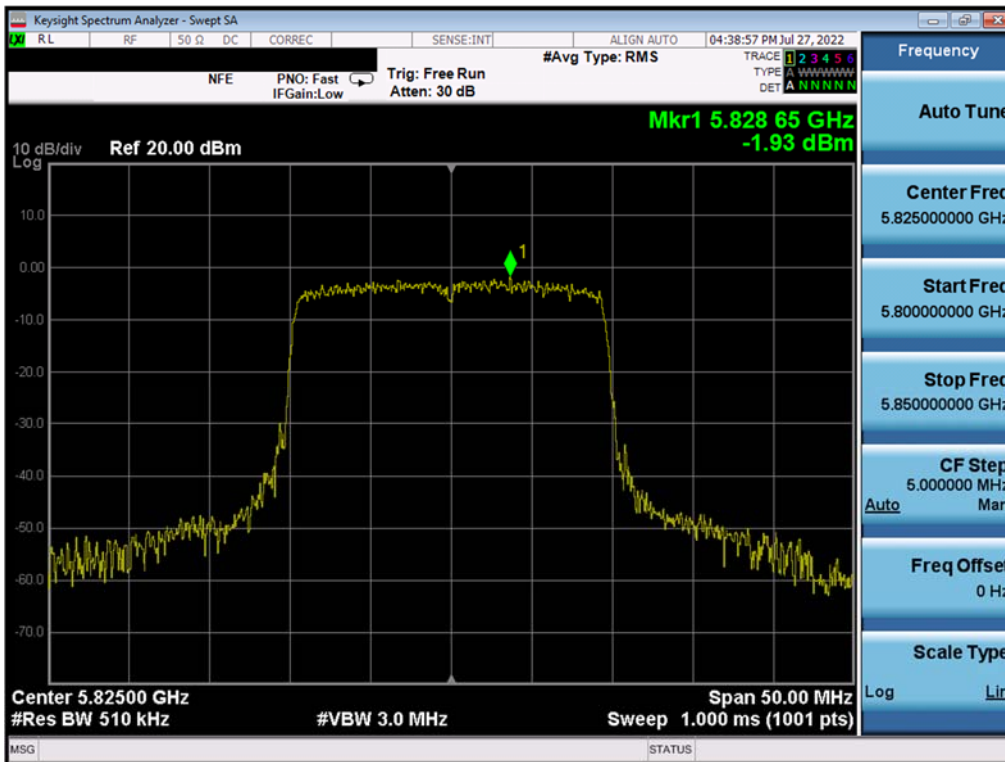 Keysight Spectrum Analyzer - Swept SA
LXI RL RF 50 Ω DC CORREC SENSE:INT ALIGN AUTO 04:38:57 PM Jul 27, 2022
Frequency
NFE PNO: Fast Trig: Free Run #Avg Type: RMS TRACE 1 2 3 4 5 6
IFGain:Low Atten: 30 dB TYPE A WWWWW
DET A N N N N N
Auto Tune
Mkr1 5.828 65 GHz
-1.93 dBm
10 dB/div Ref 20.00 dBm
Log
Center Freq
5.825000000 GHz
Start Freq
5.800000000 GHz
Stop Freq
5.850000000 GHz
CF Step
5.000000 MHz
Auto Man
Freq Offset
0 Hz
Scale Type
Log Lin
10.0
0.00
1
-10.0
-20.0
-30.0
-40.0
-50.0
-60.0
-70.0
Center 5.82500 GHz Span 50.00 MHz
#Res BW 510 kHz #VBW 3.0 MHz Sweep 1.000 ms (1001 pts)
MSG STATUS